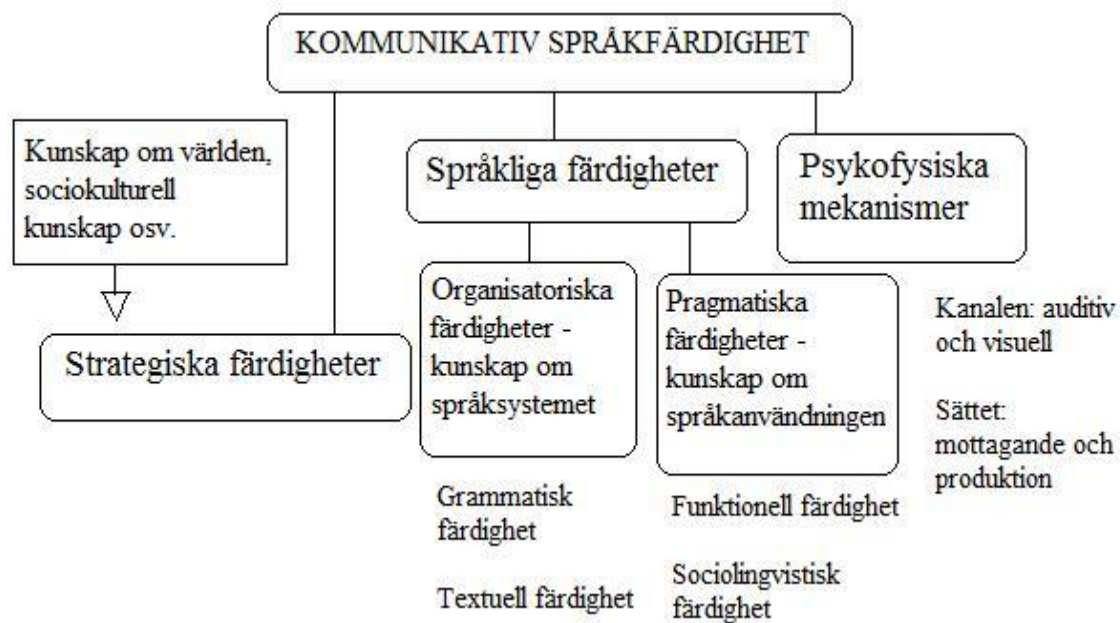 KOMMUNIKATIV SPRÅKFÄRDIGHET
Kunskap om världen,
sociokulturell
kunskap osv.
Strategiska färdigheter
Språkliga färdigheter
Organisatoriska
färdigheter -
kunskap om
språksystemet
Grammatisk
färdighet
Textuell färdighet
Pragmatiska
färdigheter -
kunskap om
språkanvändningen
Funktionell färdighet
Sociolingvistisk
färdighet
Psykofysiska
mekanismer
Kanalen: auditiv
och visuell
Sättet:
mottagande och
produktion